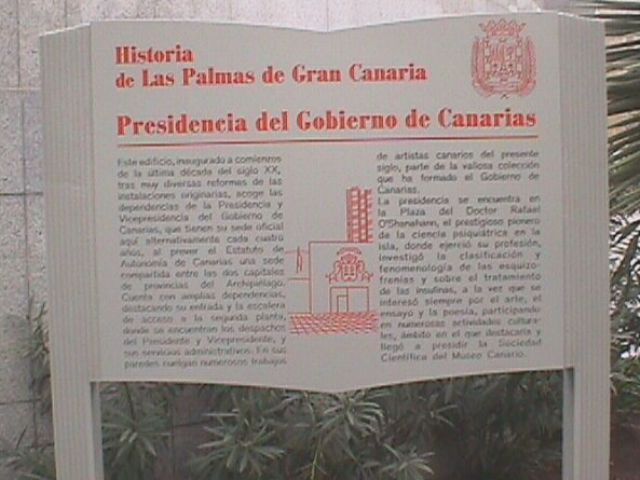 Historia
de Las Palmas de Gran Canaria
Presidencia del Gobierno de Canarias
Este edificio, inaugurado a comienzos
de la última década del siglo XX,
tras muy diversas reformas de las
instalaciones originarias, acoge las
dependencias de la Presidencia y
Vicepresidencia del Gobierno de
Canarias, que tienen su sede oficial
aquí alternativamente cada cuatro
años, al prever el Estatuto de
Autonomía de Canarias una sede
compartida entre las dos capitales
de provincias del Archipiélago.
Cuenta con amplias dependencias,
destacando su entrada y la escalera
de acceso a la segunda planta,
donde se encuentran los despachos
del Presidente y Vicepresidente, y
sus servicios administrativos. En sus
paredes cuelgan numerosos trabajos
de artistas canarios del presente
siglo, parte de la valiosa colección
que ha formado el Gobierno de
Canarias.
La presidencia se encuentra en
la Plaza del Doctor Rafael
O'Shanahann, el prestigioso pionero
de la ciencia psiquiátrica en la
isla, donde ejerció su profesión,
investigó la clasificación y
fenomenología de las esquizo-
frenias y sobre el tratamiento
de las insulinas, a la vez que se
interesó siempre por el arte, el
ensayo y la poesía, participando
en numerosas actividades cultura-
les, ámbito en el que destacaría y
llegó a presidir la Sociedad
Científica del Museo Canario.